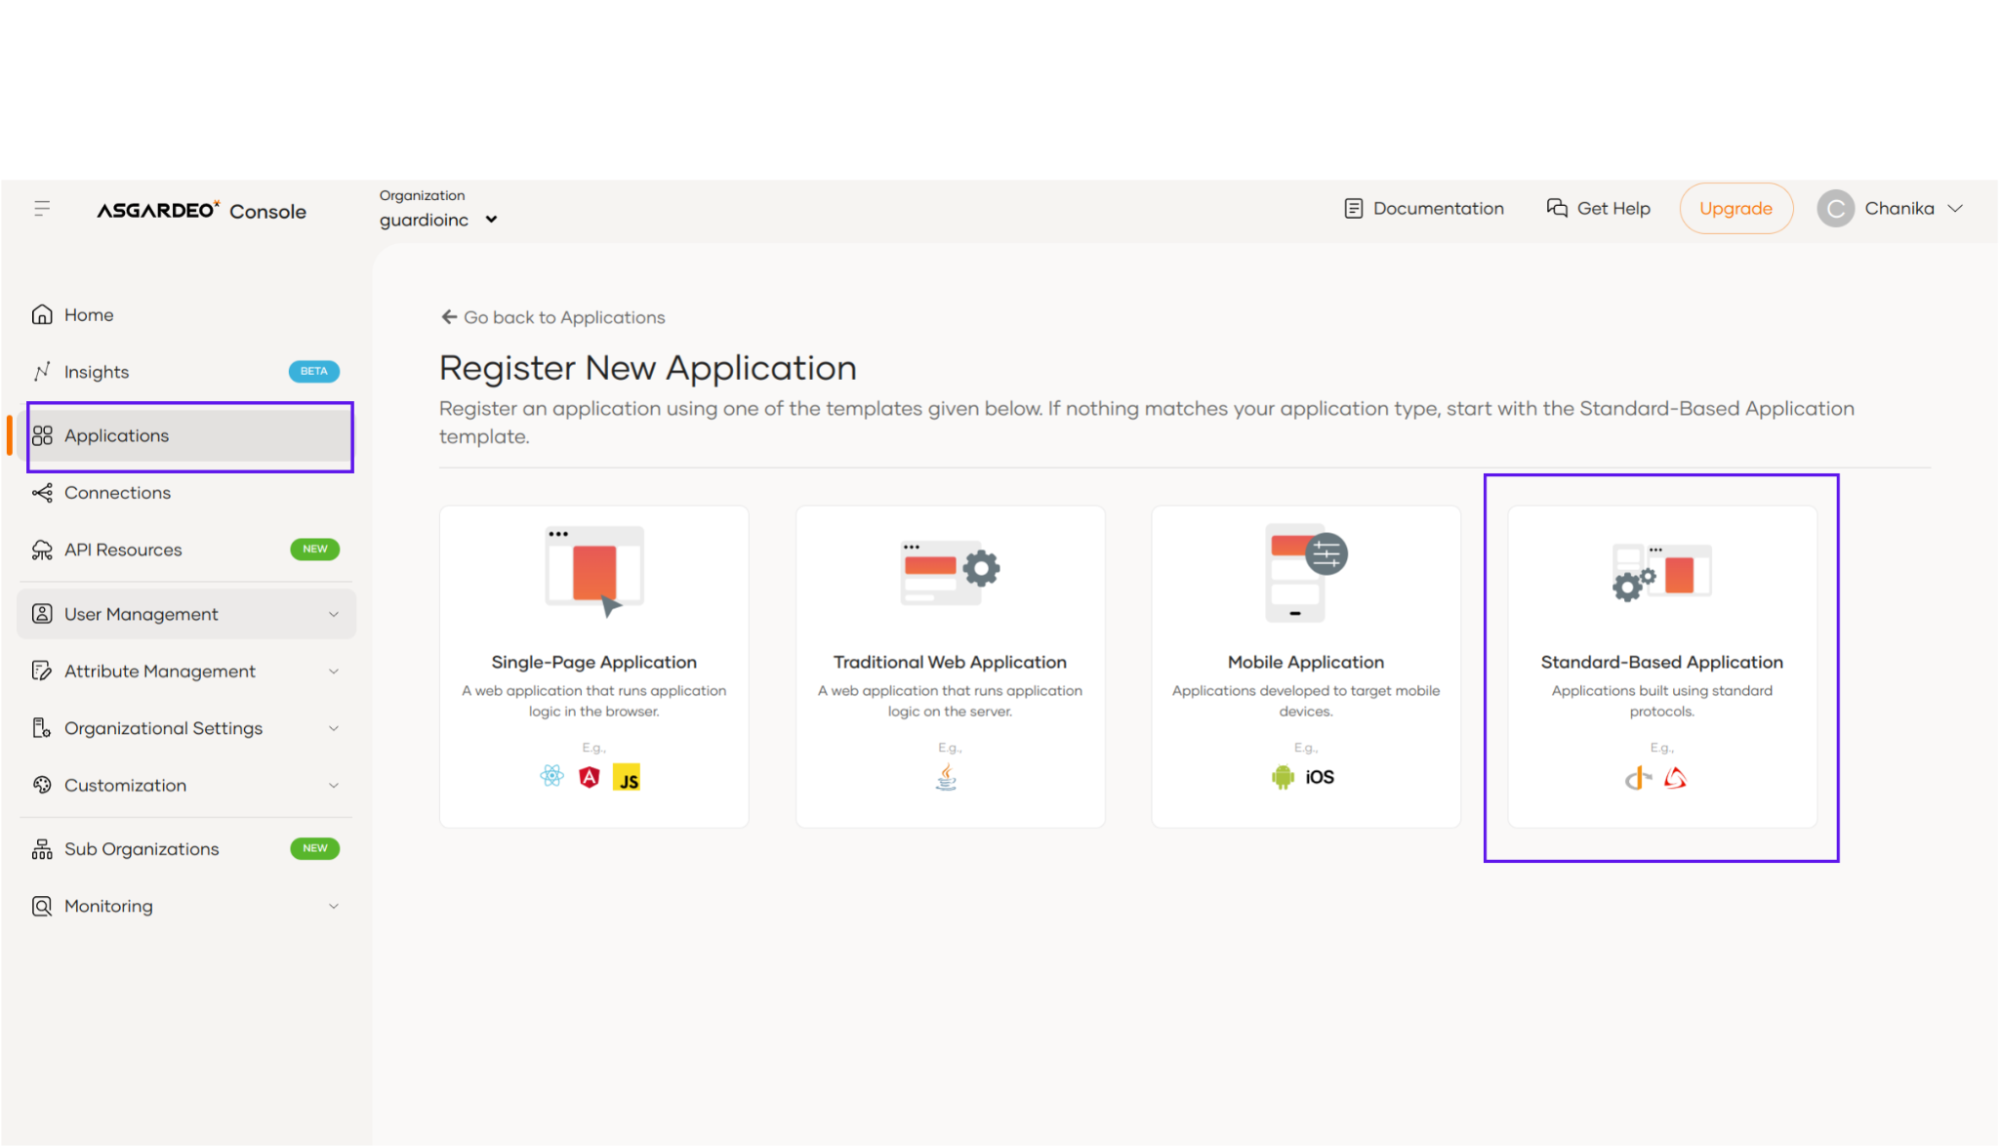 ASGARDEO Console
Organization
guardioinc
Documentation
Get Help
Upgrade
C
Chanika
Home
Insights
BETA
Applications
Connections
API Resources
NEW
User Management
Attribute Management
Organizational Settings
Customization
Sub Organizations
NEW
Monitoring
Go back to Applications
Register New Application
Register an application using one of the templates given below. If nothing matches your application type, start with the Standard-Based Application
template.
Single-Page Application
A web application that runs application
logic in the browser.
E.g.,
A
JS
Traditional Web Application
A web application that runs application
logic on the server.
E.g.,
Mobile Application
Applications developed to target mobile
devices.
E.g.,
iOS
Standard-Based Application
Applications built using standard
protocols.
E.g.,